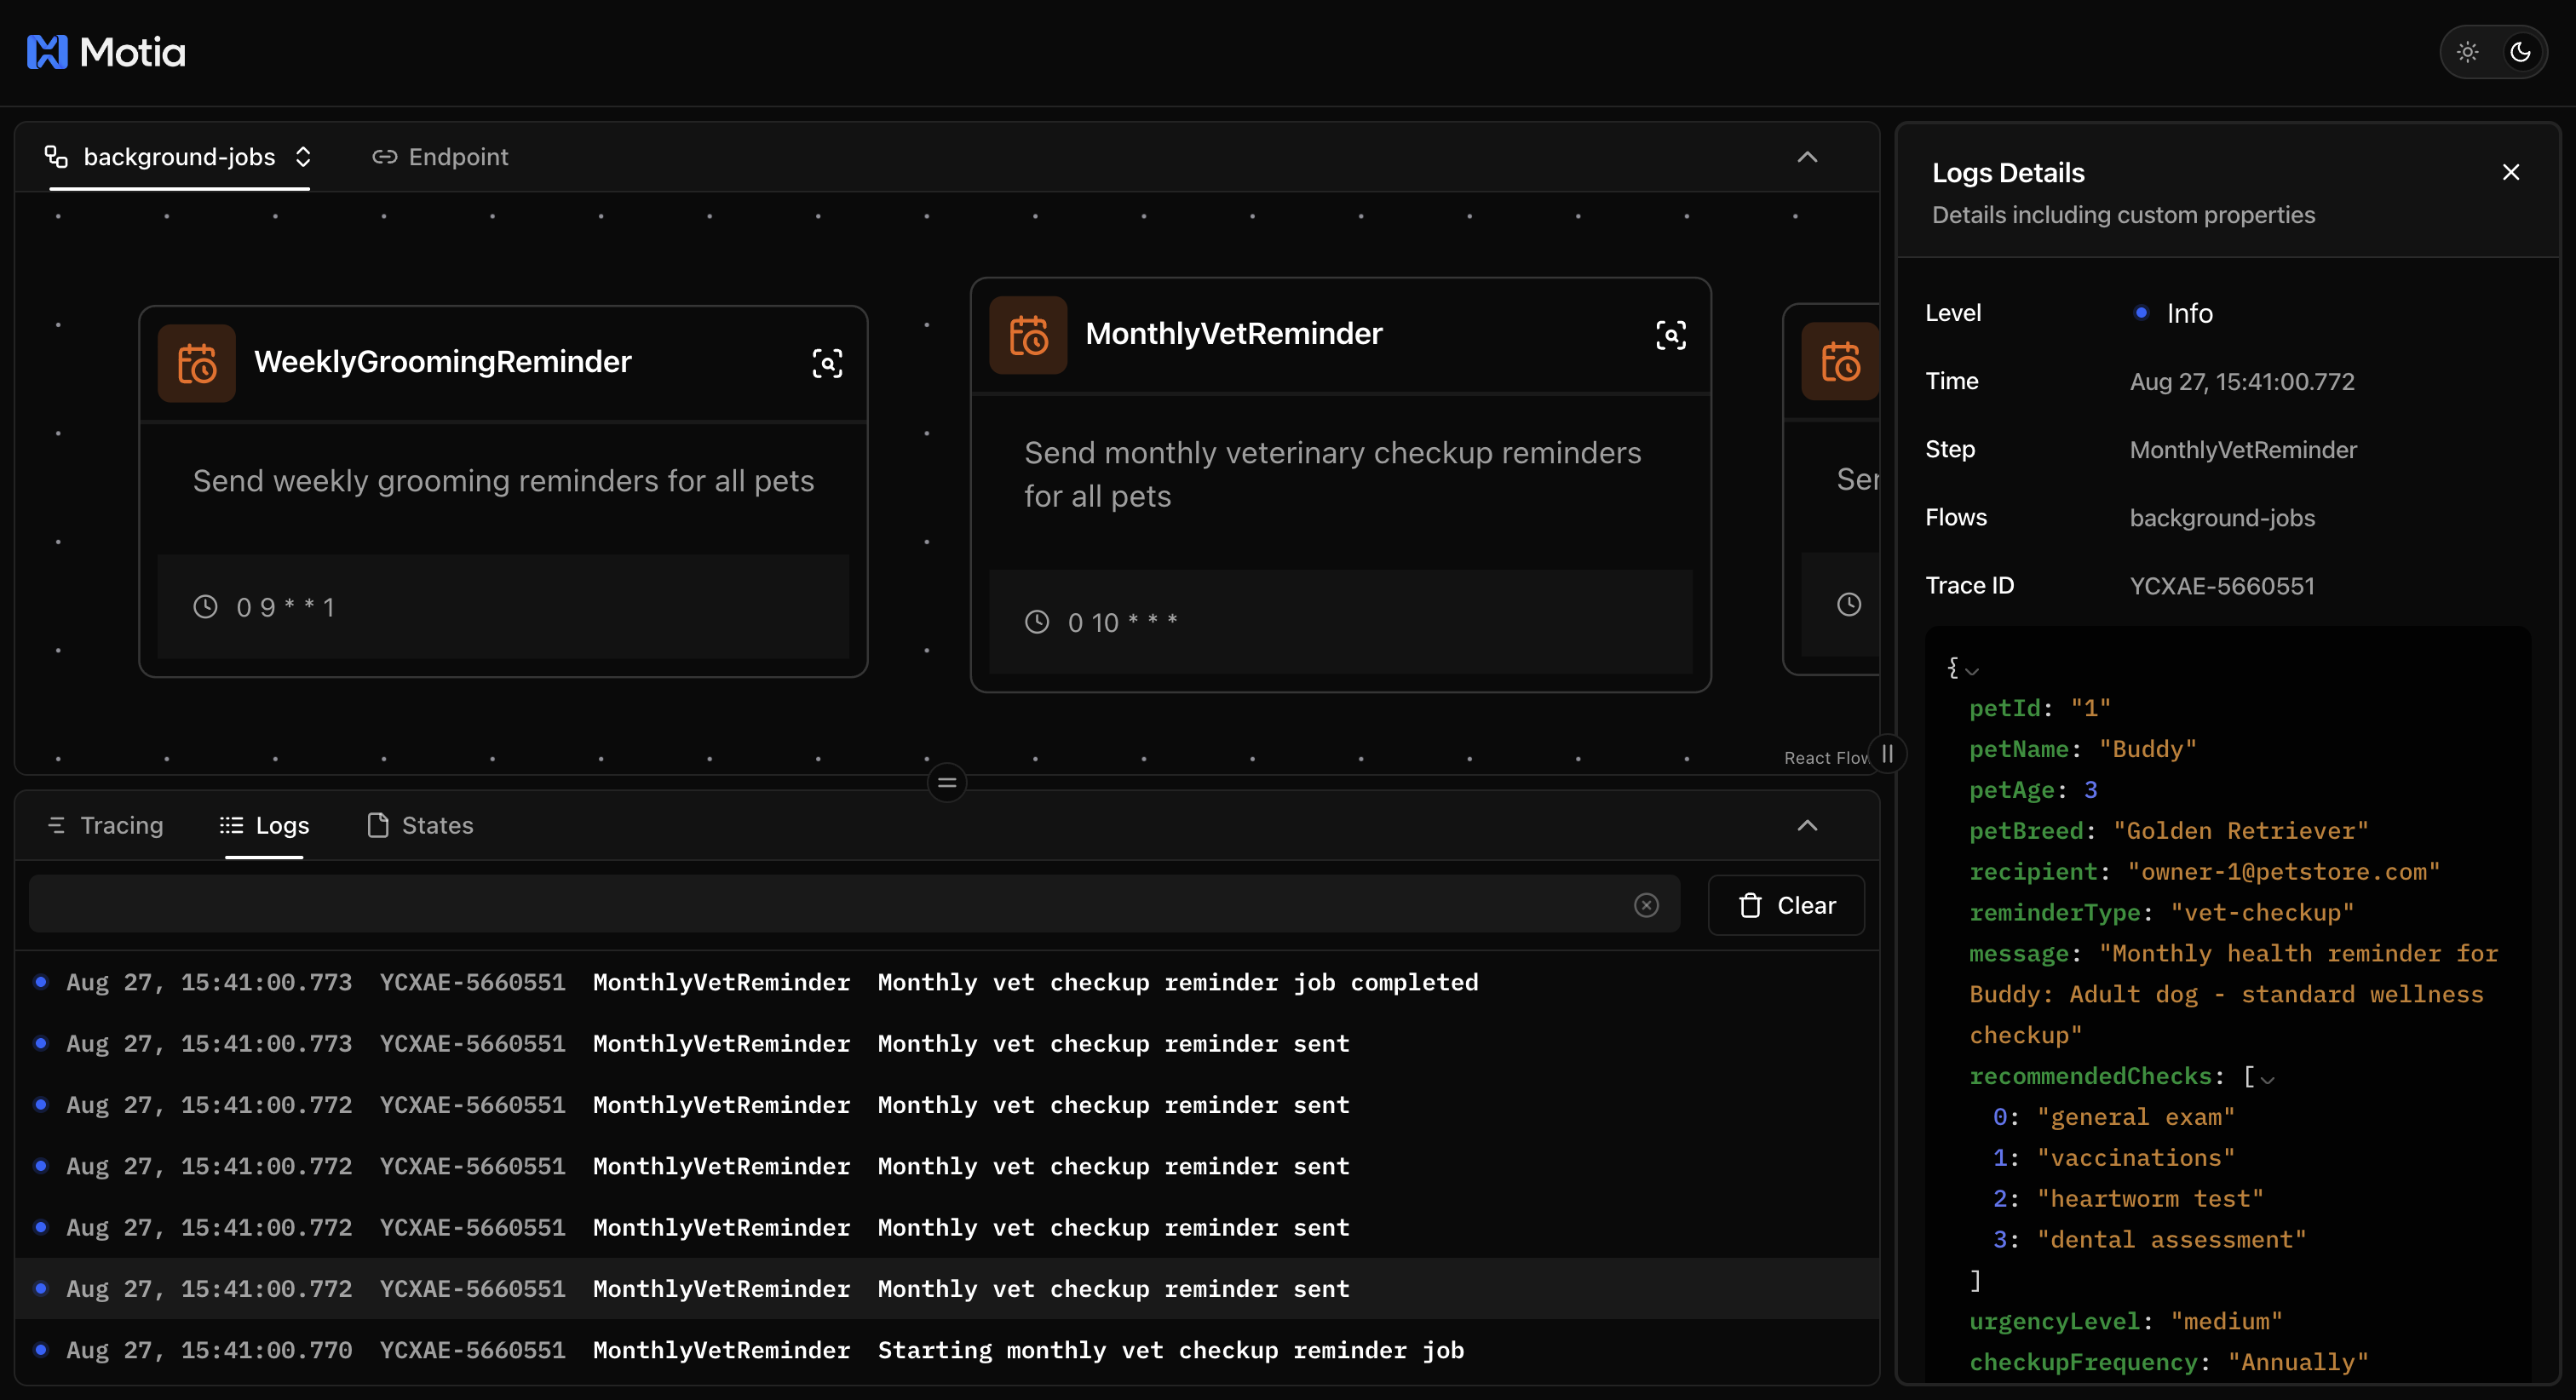 Motia
background-jobs
Endpoint
WeeklyGroomingReminder
Send weekly grooming reminders for all pets
0 9 * * 1
MonthlyVetReminder
Send monthly veterinary checkup reminders
for all pets
0 10 * * *
React Flow
Tracing
Logs
States
Clear
Aug 27, 15:41:00.773 YCXAE-5660551 MonthlyVetReminder Monthly vet checkup reminder job completed
Aug 27, 15:41:00.773 YCXAE-5660551 MonthlyVetReminder Monthly vet checkup reminder sent
Aug 27, 15:41:00.772 YCXAE-5660551 MonthlyVetReminder Monthly vet checkup reminder sent
Aug 27, 15:41:00.772 YCXAE-5660551 MonthlyVetReminder Monthly vet checkup reminder sent
Aug 27, 15:41:00.772 YCXAE-5660551 MonthlyVetReminder Monthly vet checkup reminder sent
Aug 27, 15:41:00.772 YCXAE-5660551 MonthlyVetReminder Monthly vet checkup reminder sent
Aug 27, 15:41:00.770 YCXAE-5660551 MonthlyVetReminder Starting monthly vet checkup reminder job
Logs Details
Details including custom properties
Level Info
Time Aug 27, 15:41:00.772
Step MonthlyVetReminder
Flows background-jobs
Trace ID YCXAE-5660551
{
petId: "1"
petName: "Buddy"
petAge: 3
petBreed: "Golden Retriever"
recipient: "owner-1@petstore.com"
reminderType: "vet-checkup"
message: "Monthly health reminder for
Buddy: Adult dog - standard wellness
checkup"
recommendedChecks: [
0: "general exam"
1: "vaccinations"
2: "heartworm test"
3: "dental assessment"
]
urgencyLevel: "medium"
checkupFrequency: "Annually"